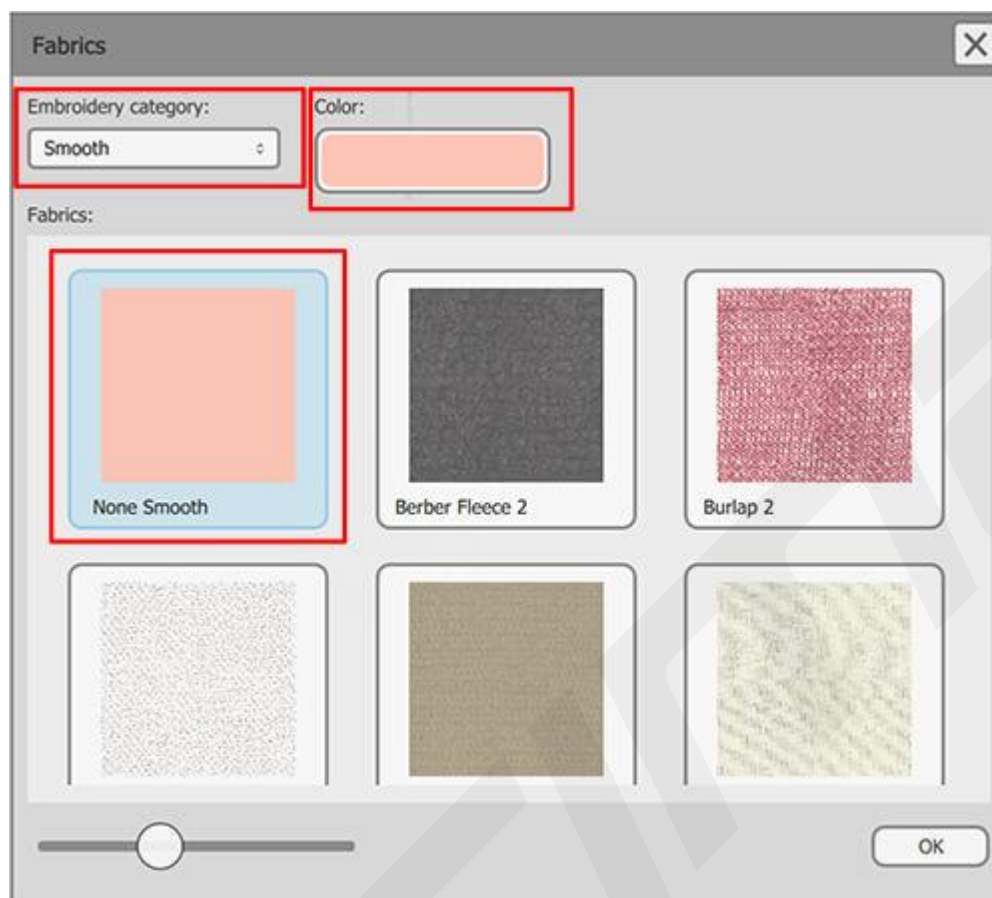 Fabrics
Embroidery category:
Color:
Smooth
Fabrics:
None Smooth
Berber Fleece 2
Burlap 2
OK